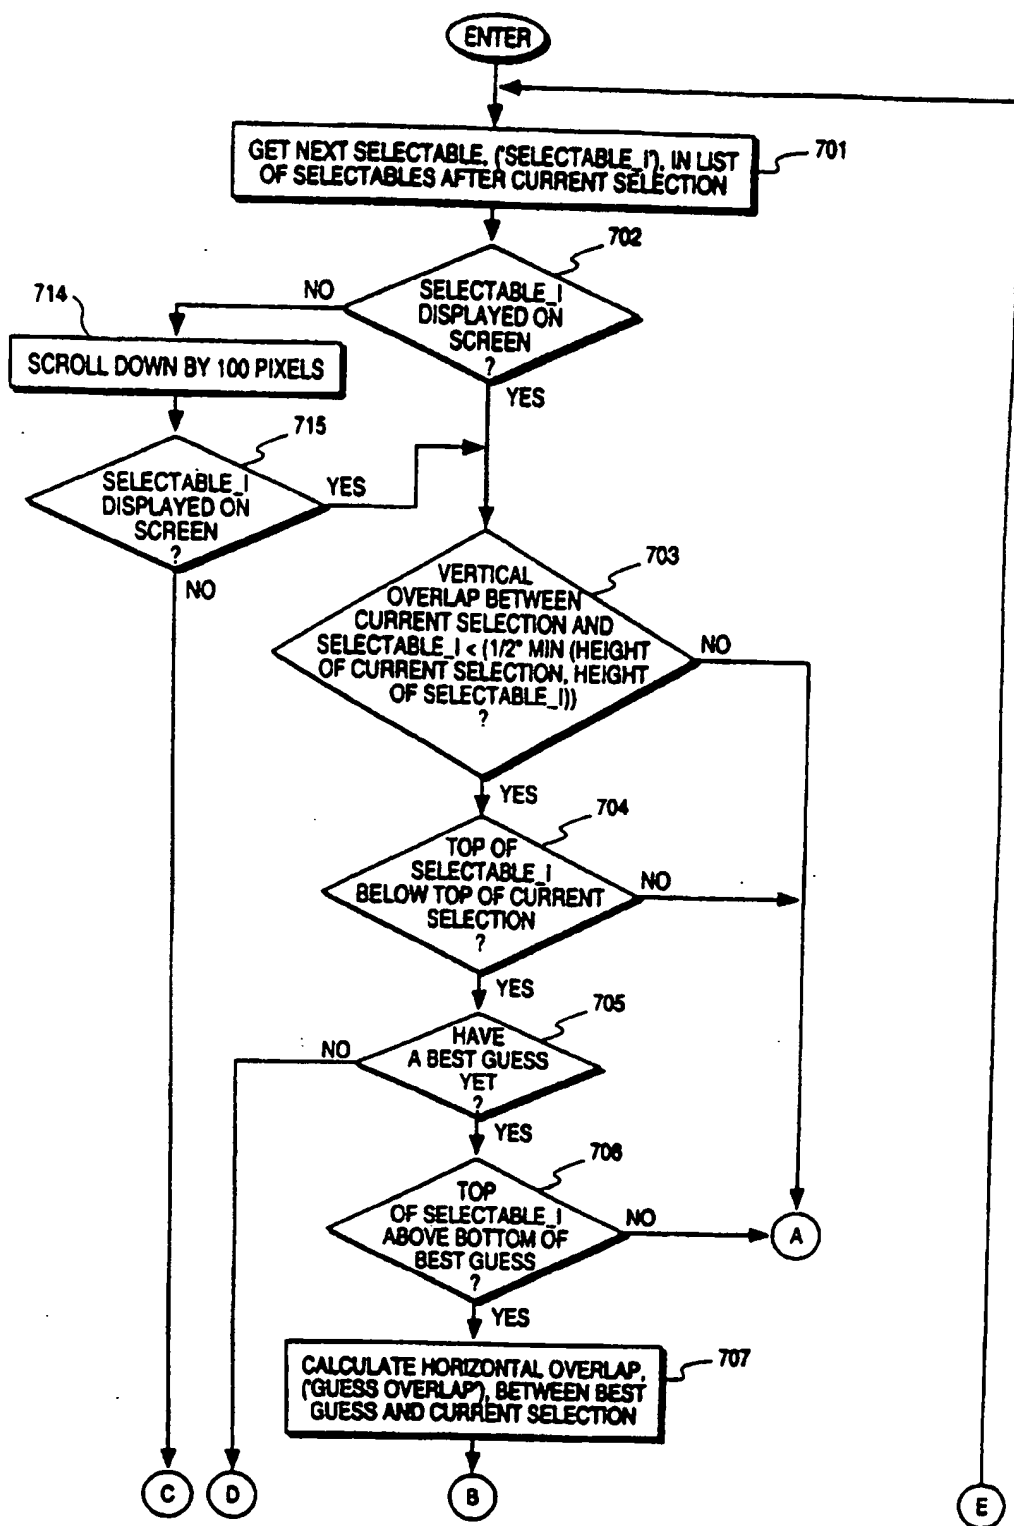 ENTER
GET NEXT SELECTABLE, ('SELECTABLE_I'), IN LIST
OF SELECTABLES AFTER CURRENT SELECTION
701
702
SELECTABLE_I
DISPLAYED ON
SCREEN
?
NO
YES
714
SCROLL DOWN BY 100 PIXELS
715
SELECTABLE_I
DISPLAYED ON
SCREEN
?
YES
NO
703
VERTICAL
OVERLAP BETWEEN
CURRENT SELECTION AND
SELECTABLE_I < (1/2* MIN (HEIGHT
OF CURRENT SELECTION, HEIGHT
OF SELECTABLE_I))
?
NO
YES
704
TOP OF
SELECTABLE_I
BELOW TOP OF CURRENT
SELECTION
?
NO
YES
705
HAVE
A BEST GUESS
YET
?
NO
YES
706
TOP
OF SELECTABLE_I
ABOVE BOTTOM OF
BEST GUESS
?
NO
A
YES
CALCULATE HORIZONTAL OVERLAP,
('GUESS OVERLAP'), BETWEEN BEST
GUESS AND CURRENT SELECTION
707
C
D
B
E